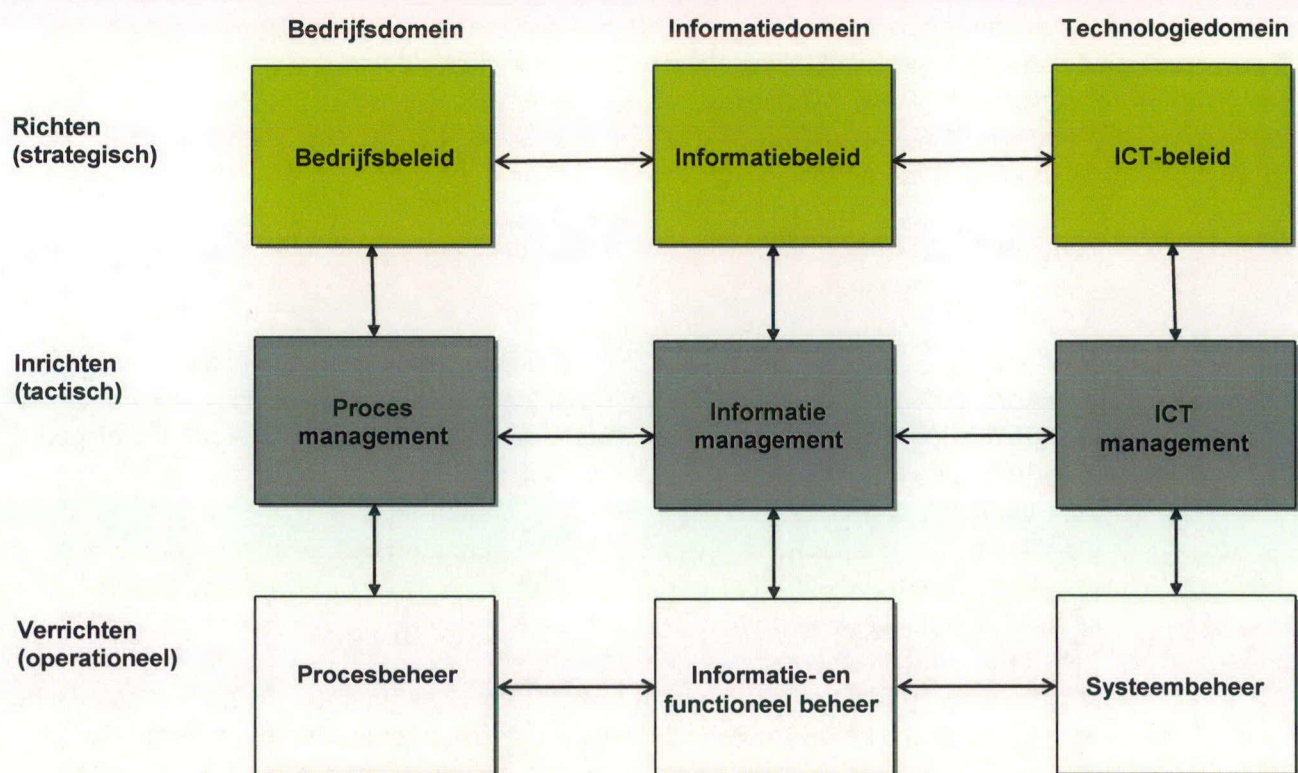 Bedrijfsdomein
Informatiedomein
Technologiedomein
Richten
(strategisch)
Bedrijfsbeleid
Informatiebeleid
ICT-beleid
Inrichten
(tactisch)
Proces
management
Informatie
management
ICT
management
Verrichten
(operationeel)
Procesbeheer
Informatie- en
functioneel beheer
Systeembeheer